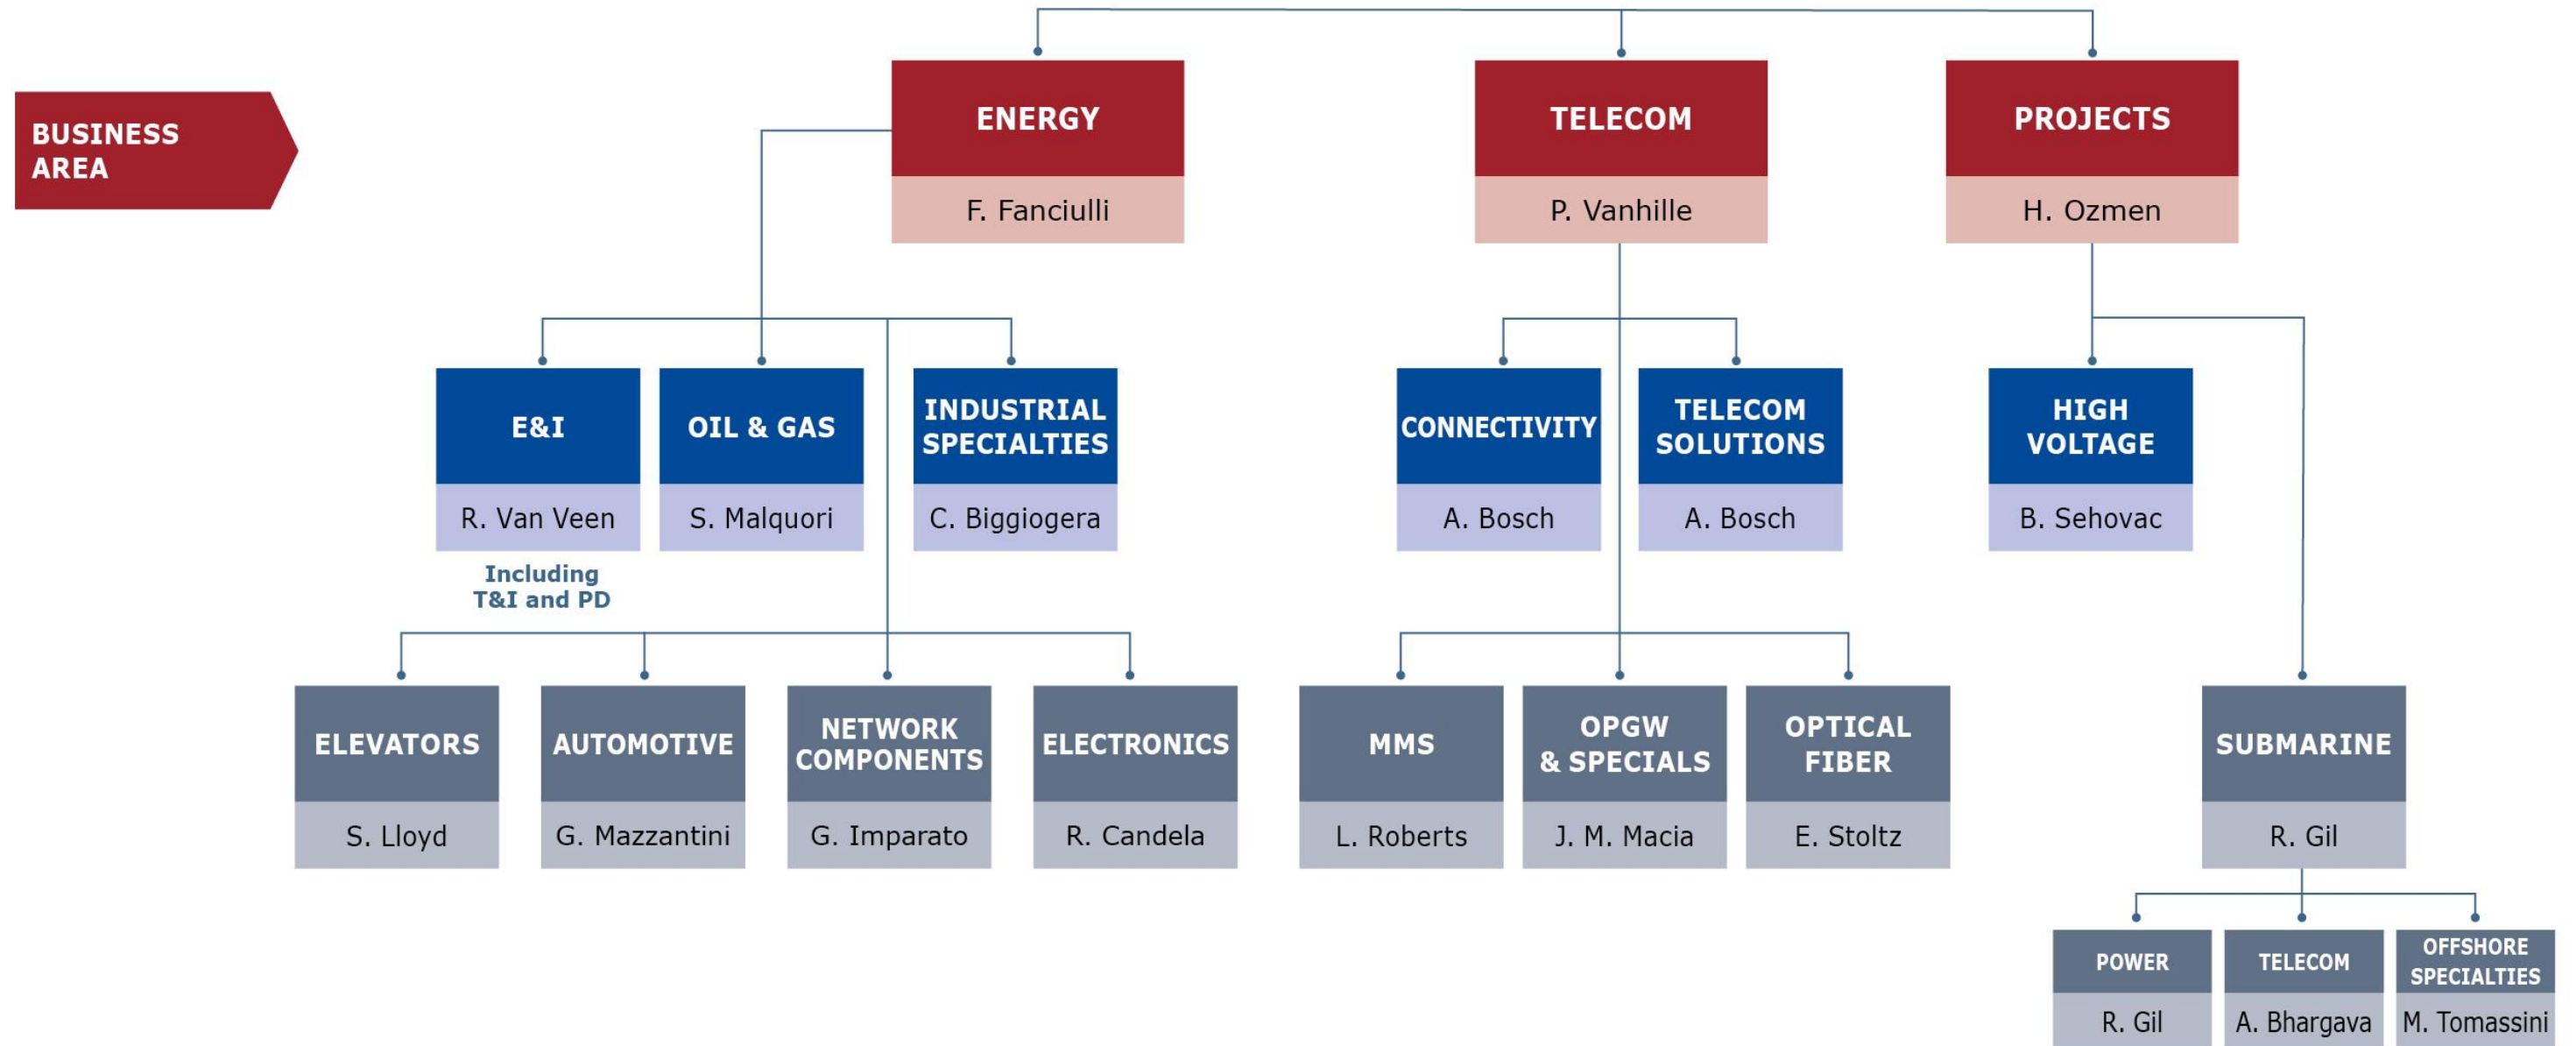 BUSINESS
AREA
ENERGY
F. Fanciulli
TELECOM
P. Vanhille
PROJECTS
H. Ozmen
E&I
R. Van Veen
Including
T&I and PD
OIL & GAS
S. Malquori
INDUSTRIAL
SPECIALTIES
C. Biggiogera
CONNECTIVITY
A. Bosch
TELECOM
SOLUTIONS
A. Bosch
HIGH
VOLTAGE
B. Sehovac
ELEVATORS
S. Lloyd
AUTOMOTIVE
G. Mazzantini
NETWORK
COMPONENTS
G. Imparato
ELECTRONICS
R. Candela
MMS
L. Roberts
OPGW
& SPECIALS
J. M. Macia
OPTICAL
FIBER
E. Stoltz
SUBMARINE
R. Gil
POWER
R. Gil
TELECOM
A. Bhargava
OFFSHORE
SPECIALTIES
M. Tomassini